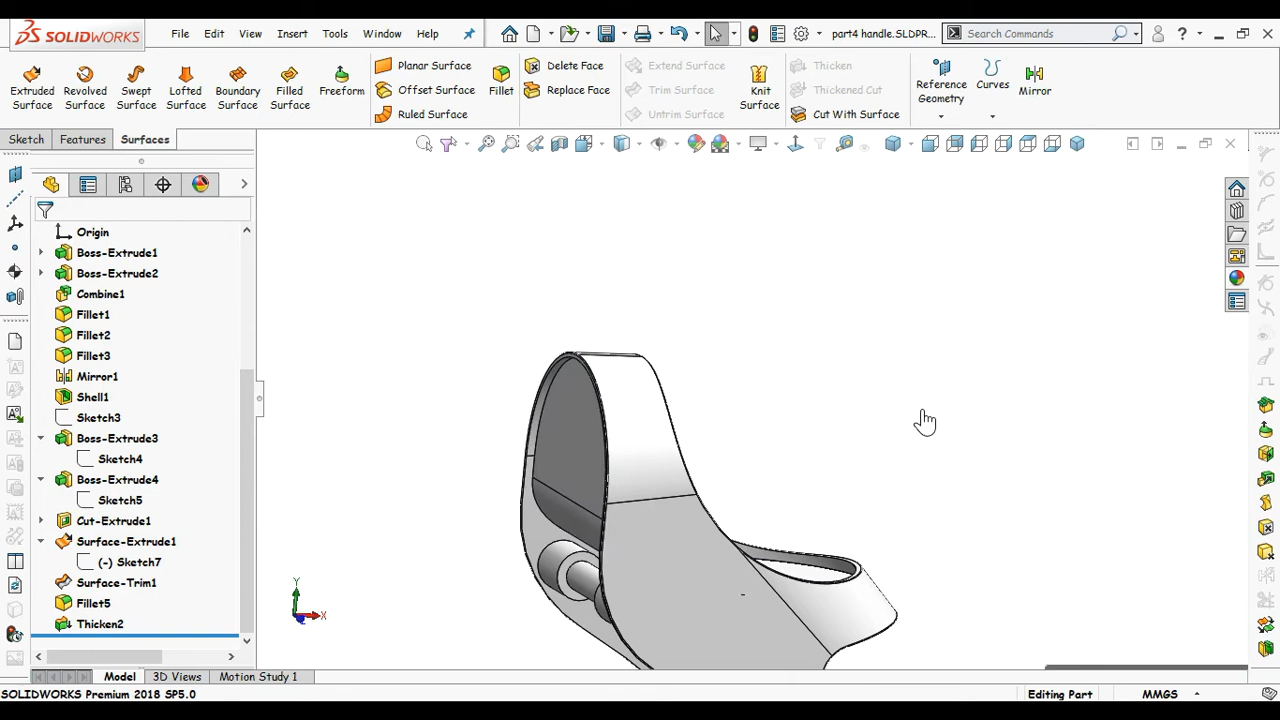 SOLIDWORKS
File Edit View Insert Tools Window Help
part4 handle.SLDPR...
Search Commands
Extruded Surface
Revolved Surface
Swept Surface
Lofted Surface
Boundary Surface
Filled Surface
Freeform
Planar Surface
Offset Surface
Ruled Surface
Fillet
Delete Face
Replace Face
Extend Surface
Trim Surface
Untrim Surface
Knit Surface
Thicken
Thickened Cut
Cut With Surface
Reference Geometry
Curves
Mirror
Sketch Features Surfaces
Origin
Boss-Extrude1
Boss-Extrude2
Combine1
Fillet1
Fillet2
Fillet3
Mirror1
Shell1
Sketch3
Boss-Extrude3
Sketch4
Boss-Extrude4
Sketch5
Cut-Extrude1
Surface-Extrude1
(-) Sketch7
Surface-Trim1
Fillet5
Thicken2
Y
X
Model 3D Views Motion Study 1
SOLIDWORKS Premium 2018 SP5.0
Editing Part
MMGS